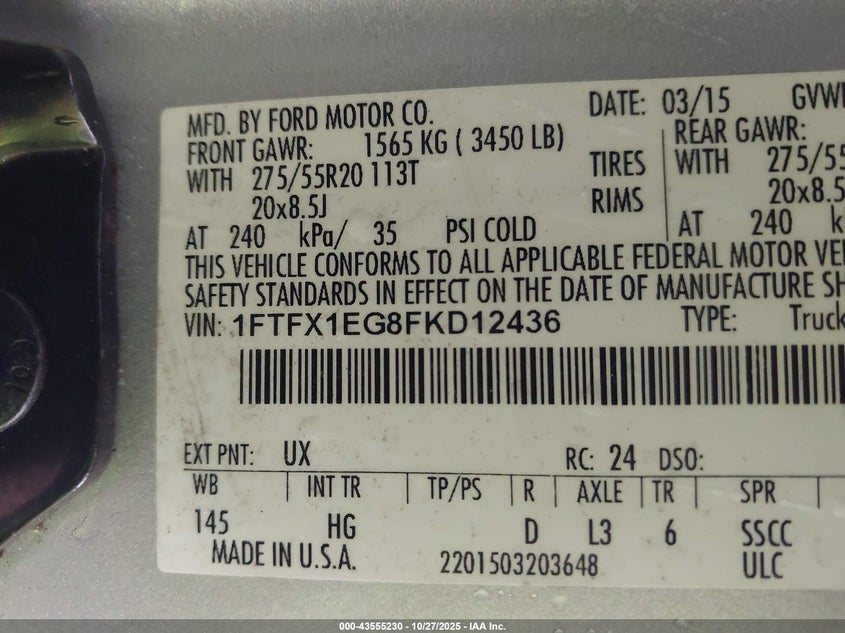 MFD. BY FORD MOTOR CO. DATE: 03/15 GVW
FRONT GAWR: 1565 KG ( 3450 LB) REAR GAWR:
WITH 275/55R20 113T TIRES WITH 275/55
20x8.5J RIMS 20x8.5
AT 240 kPa/ 35 PSI COLD AT 240 k
THIS VEHICLE CONFORMS TO ALL APPLICABLE FEDERAL MOTOR VE
SAFETY STANDARDS IN EFFECT ON THE DATE OF MANUFACTURE SH
VIN: 1FTFX1EG8FKD12436 TYPE: Truck
EXT PNT: UX RC: 24 DSO:
WB INT TR TP/PS R AXLE TR SPR
145 HG D L3 6 SSCC
MADE IN U.S.A. 2201503203648 ULC
000-43555230 - 10/27/2025 - IAA Inc.